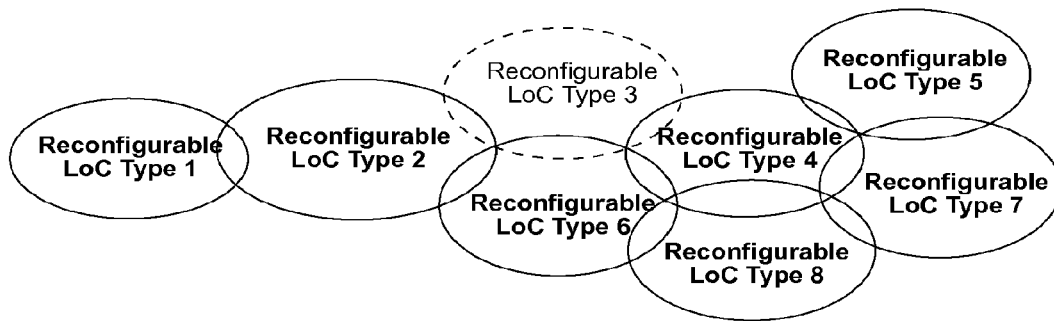 Reconfigurable
LoC Type 1
Reconfigurable
LoC Type 2
Reconfigurable
LoC Type 3
Reconfigurable
LoC Type 4
Reconfigurable
LoC Type 5
Reconfigurable
LoC Type 6
Reconfigurable
LoC Type 7
Reconfigurable
LoC Type 8